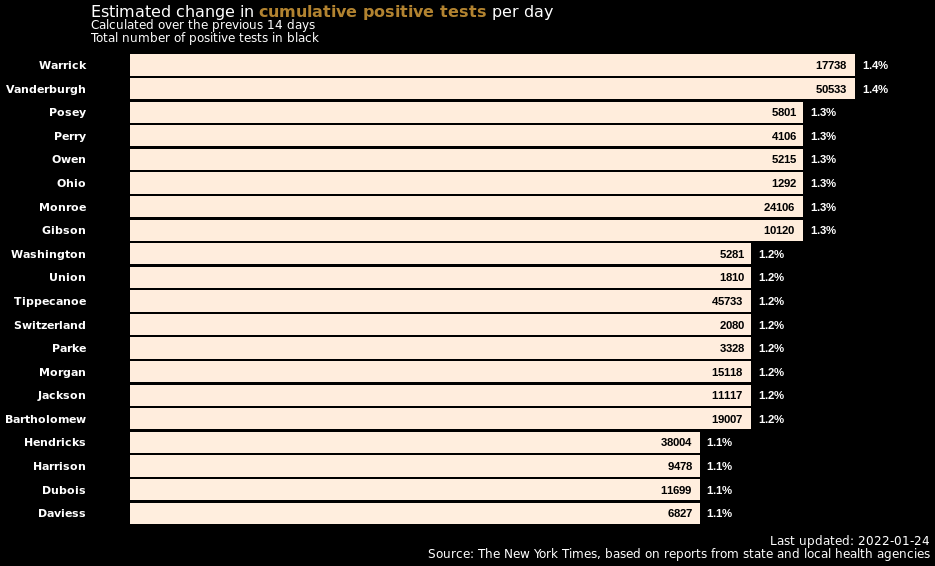 Estimated change in cumulative positive tests per day
Calculated over the previous 14 days
Total number of positive tests in black
Warrick 17738 1.4%
Vanderburgh 50533 1.4%
Posey 5801 1.3%
Perry 4106 1.3%
Owen 5215 1.3%
Ohio 1292 1.3%
Monroe 24106 1.3%
Gibson 10120 1.3%
Washington 5281 1.2%
Union 1810 1.2%
Tippecanoe 45733 1.2%
Switzerland 2080 1.2%
Parke 3328 1.2%
Morgan 15118 1.2%
Jackson 11117 1.2%
Bartholomew 19007 1.2%
Hendricks 38004 1.1%
Harrison 9478 1.1%
Dubois 11699 1.1%
Daviess 6827 1.1%
Last updated: 2022-01-24
Source: The New York Times, based on reports from state and local health agencies